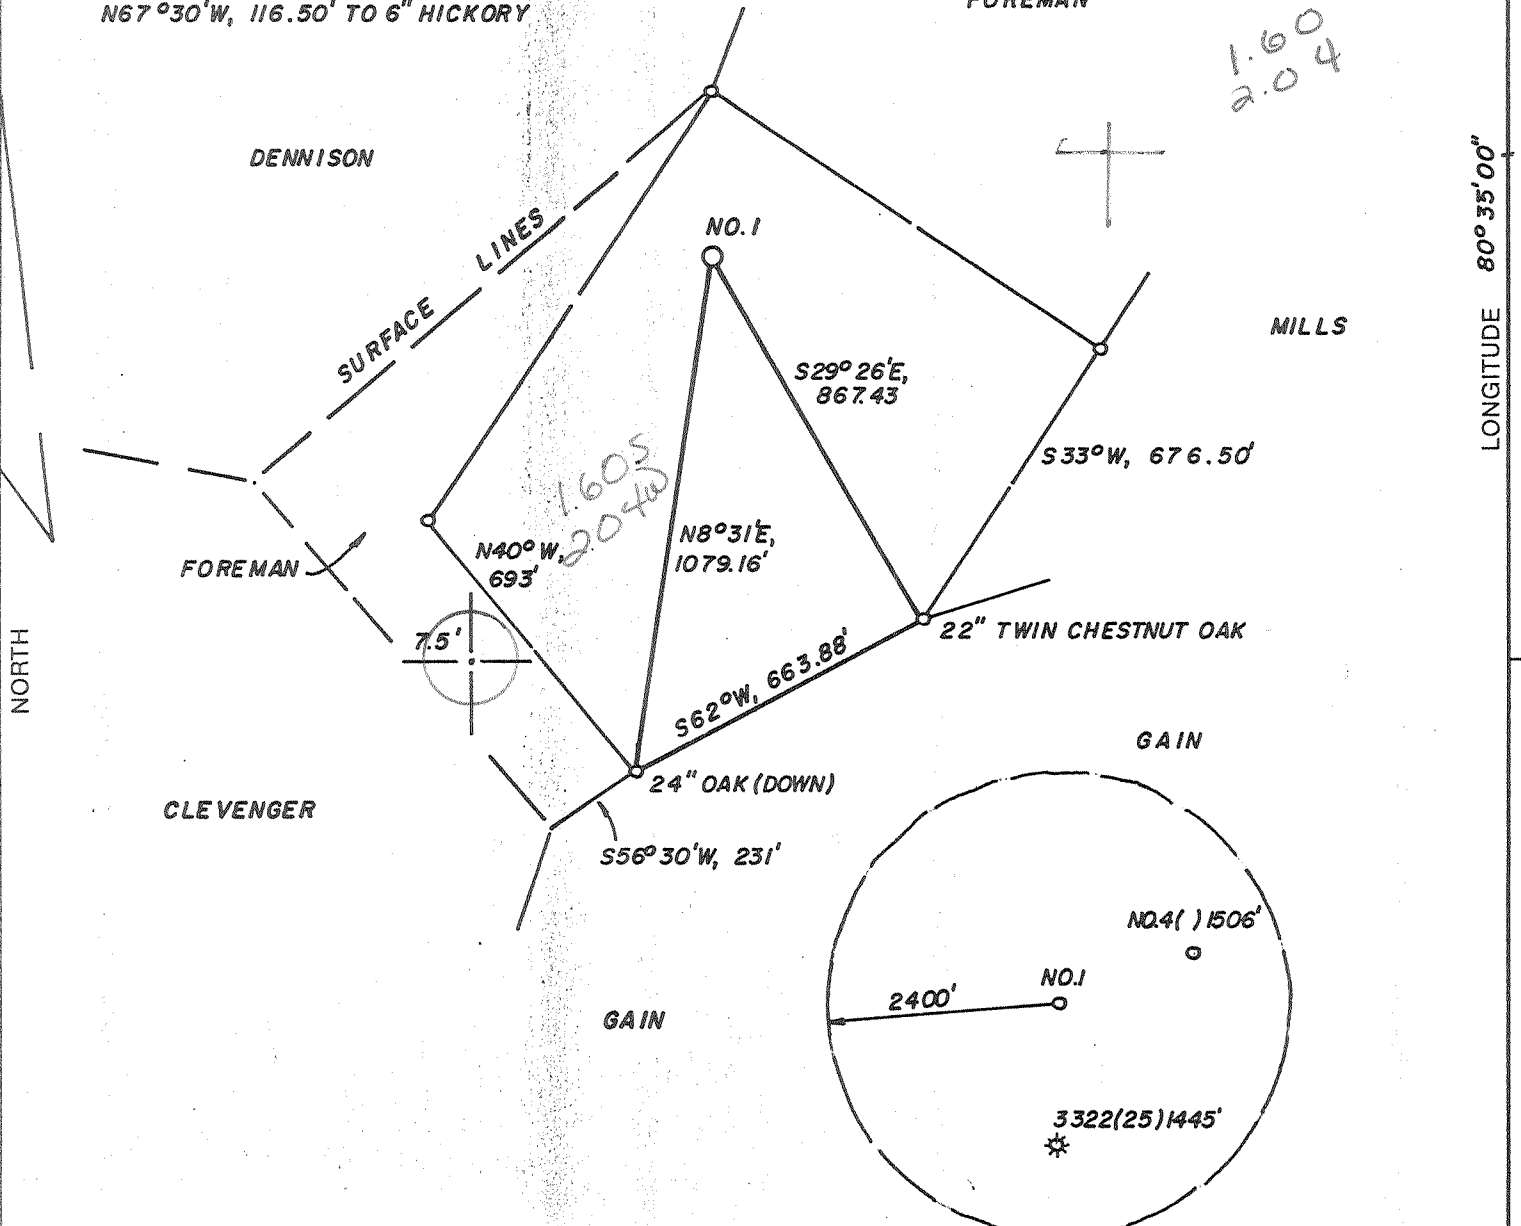 N67°30'W, 116.50' TO 6" HICKORY
FOREMAN
1.60
2.04
DENNISON
SURFACE LINES
NO. 1
LONGITUDE 80° 35' 00"
MILLS
S29° 26'E,
867.43
S33°W, 676.50'
1.60S
2.04W
N8°31'E,
1079.16'
N40°W,
693'
FOREMAN
7.5'
22" TWIN CHESTNUT OAK
NORTH
S62°W, 663.88'
GAIN
24" OAK (DOWN)
CLEVENGER
S56°30'W, 231'
NO.4( ) 1506'
NO.1
2400'
GAIN
3322(25)1445'